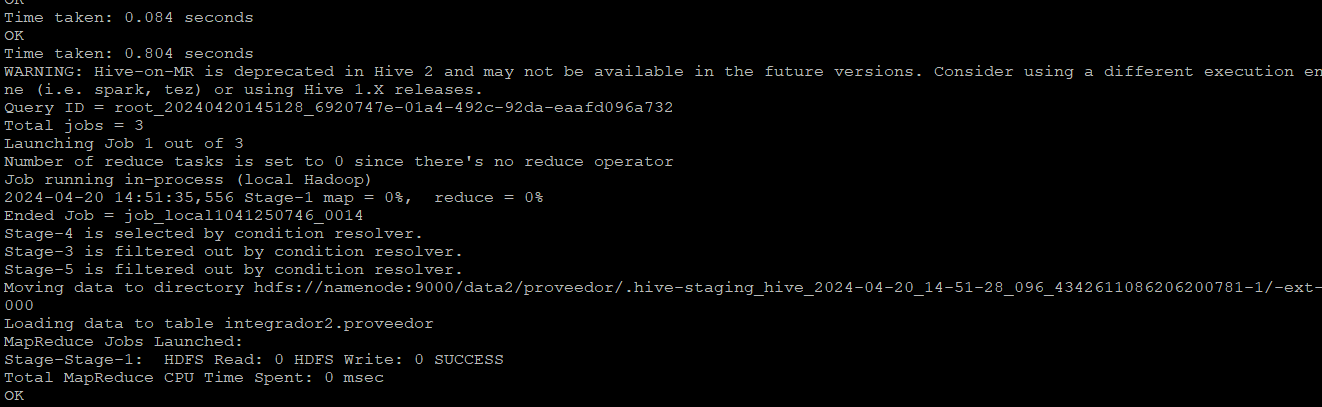 OK
Time taken: 0.084 seconds
OK
Time taken: 0.804 seconds
WARNING: Hive-on-MR is deprecated in Hive 2 and may not be available in the future versions. Consider using a different execution en
ne (i.e. spark, tez) or using Hive 1.X releases.
Query ID = root_20240420145128_6920747e-01a4-492c-92da-eaafd096a732
Total jobs = 3
Launching Job 1 out of 3
Number of reduce tasks is set to 0 since there's no reduce operator
Job running in-process (local Hadoop)
2024-04-20 14:51:35,556 Stage-1 map = 0%,  reduce = 0%
Ended Job = job_local1041250746_0014
Stage-4 is selected by condition resolver.
Stage-3 is filtered out by condition resolver.
Stage-5 is filtered out by condition resolver.
Moving data to directory hdfs://namenode:9000/data2/proveedor/.hive-staging_hive_2024-04-20_14-51-28_096_4342611086206200781-1/-ext-
000
Loading data to table integrador2.proveedor
MapReduce Jobs Launched:
Stage-Stage-1:  HDFS Read: 0 HDFS Write: 0 SUCCESS
Total MapReduce CPU Time Spent: 0 msec
OK